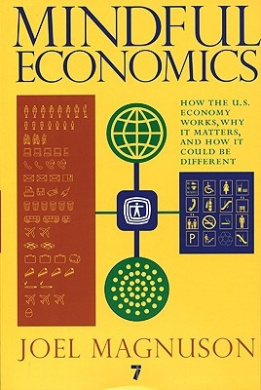 MINDFUL
ECONOMICS
HOW THE U.S.
ECONOMY
WORKS, WHY
IT MATTERS,
AND HOW IT
COULD BE
DIFFERENT
P
JOEL MAGNUSON
7